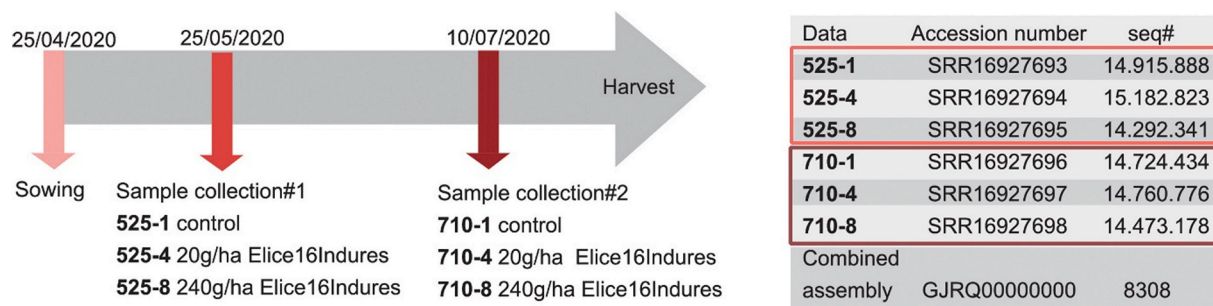 25/04/2020 25/05/2020 10/07/2020
Harvest
Sowing
Sample collection#1
525-1 control
525-4 20g/ha Elice16Indures
525-8 240g/ha Elice16Indures
Sample collection#2
710-1 control
710-4 20g/ha Elice16Indures
710-8 240g/ha Elice16Indures
Data Accession number seq#
525-1 SRR16927693 14.915.888
525-4 SRR16927694 15.182.823
525-8 SRR16927695 14.292.341
710-1 SRR16927696 14.724.434
710-4 SRR16927697 14.760.776
710-8 SRR16927698 14.473.178
Combined
assembly GJRQ00000000 8308